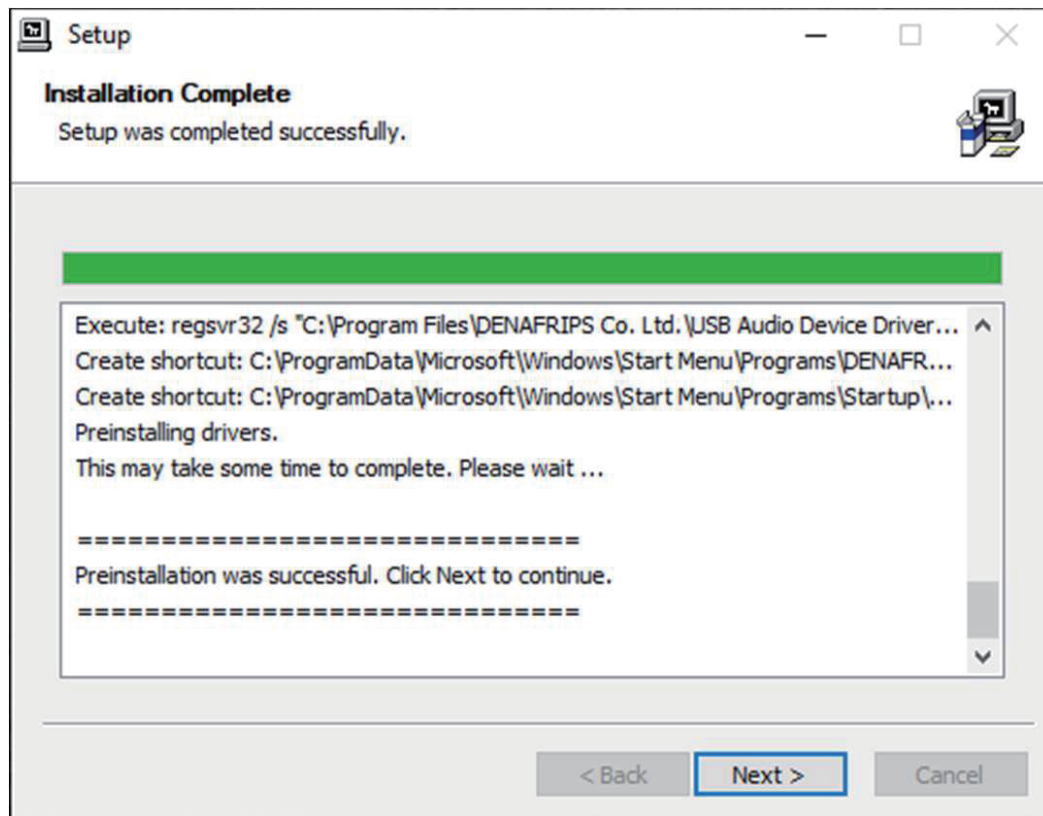 Setup
Installation Complete
Setup was completed successfully.
Execute: regsvr32 /s "C:\Program Files\DENAFRIPS Co. Ltd.\USB Audio Device Driver...
Create shortcut: C:\ProgramData\Microsoft\Windows\Start Menu\Programs\DENAFR...
Create shortcut: C:\ProgramData\Microsoft\Windows\Start Menu\Programs\Startup\...
Preinstalling drivers.
This may take some time to complete. Please wait ...
==============================
Preinstallation was successful. Click Next to continue.
==============================
< Back Next > Cancel